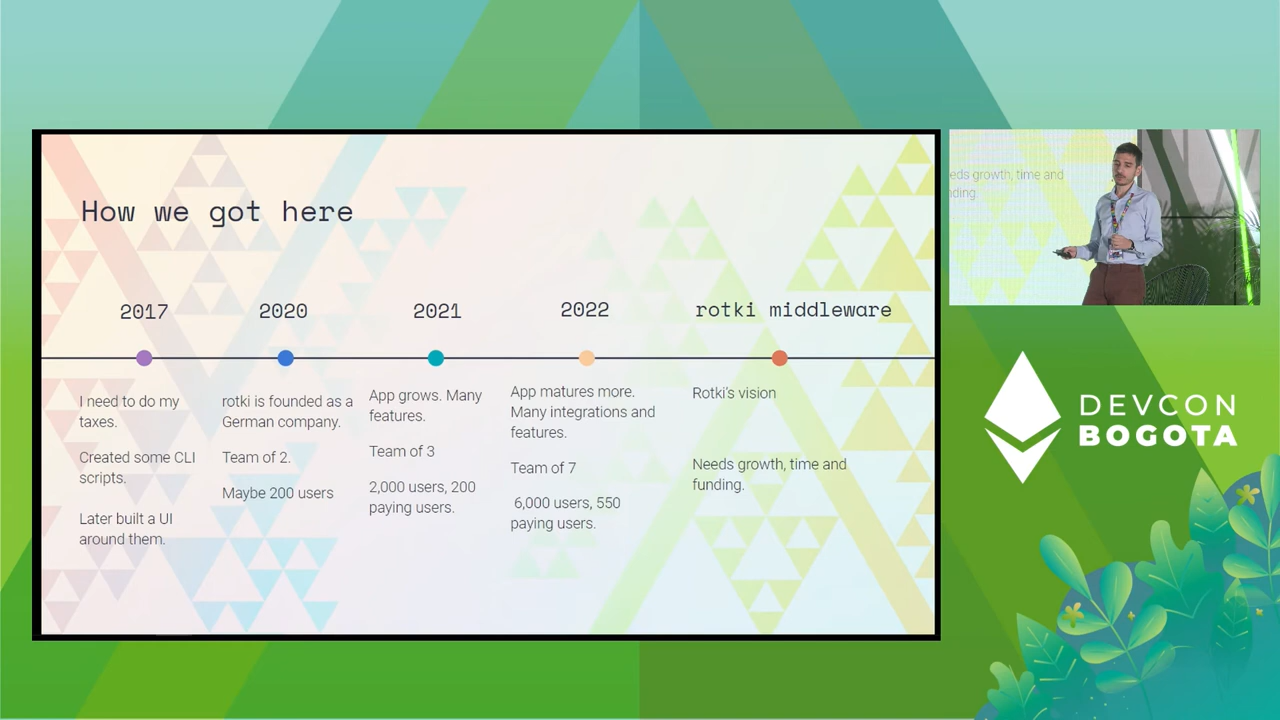 How we got here
2017
2020
2021
2022
rotki middleware
I need to do my
taxes.
Created some CLI
scripts.
Later built a UI
around them.
rotki is founded as a
German company.
Team of 2.
Maybe 200 users
App grows. Many
features.
Team of 3
2,000 users, 200
paying users.
App matures more.
Many integrations and
features.
Team of 7
6,000 users, 550
paying users.
Rotki's vision
Needs growth, time and
funding.
eds growth, time and
nding.
DEVCON
BOGOTA